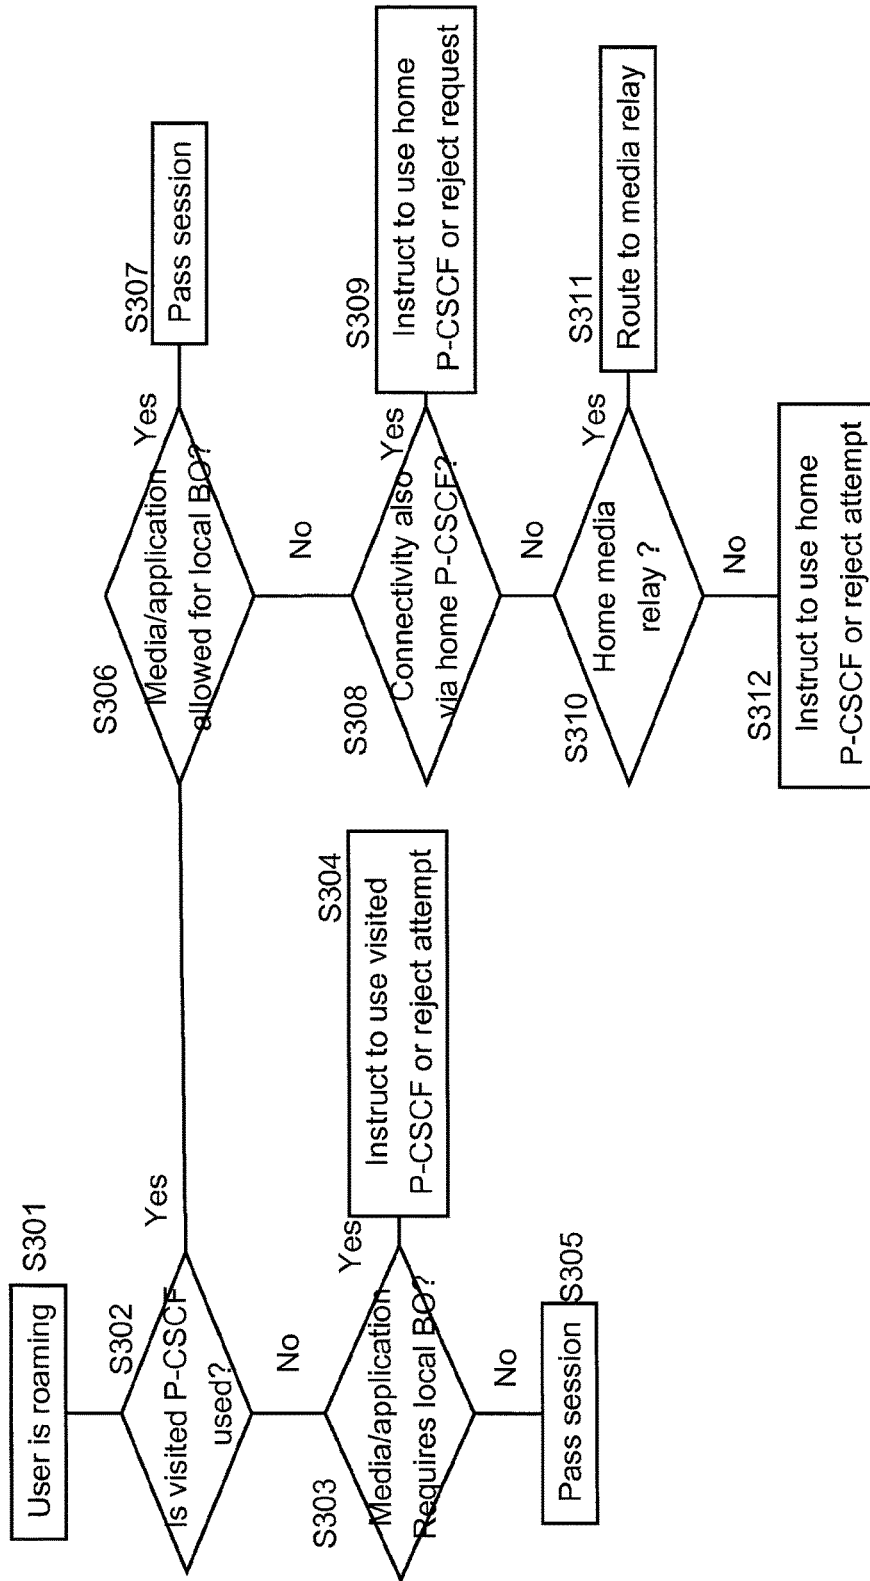 User is roaming
S301
S302
Is visited P-CSCF
used?
Yes
No
S303
Media/application
Requires local BO?
Yes
S304
Instruct to use visited
P-CSCF or reject attempt
No
S305
Pass session
S306
Media/application
allowed for local BO?
Yes
S307
Pass session
No
S308
Connectivity also
via home P-CSCF?
Yes
S309
Instruct to use home
P-CSCF or reject request
No
S310
Home media
relay ?
Yes
S311
Route to media relay
No
S312
Instruct to use home
P-CSCF or reject attempt